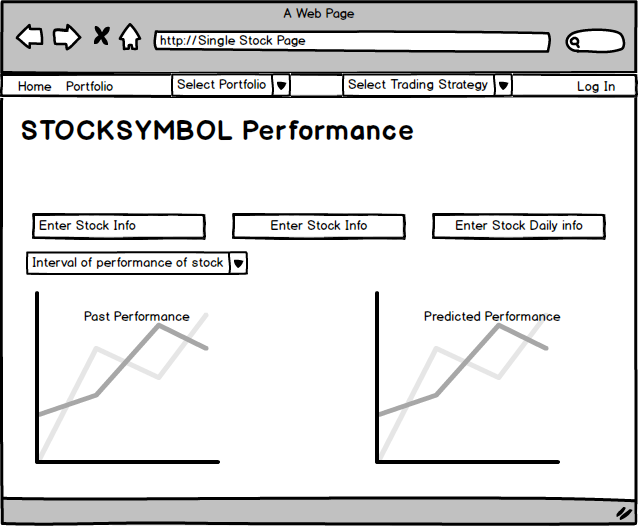 A Web Page
http://Single Stock Page
Home Portfolio Select Portfolio Select Trading Strategy Log In
STOCKSYMBOL Performance
Enter Stock Info Enter Stock Info Enter Stock Daily info
Interval of performance of stock
Past Performance Predicted Performance